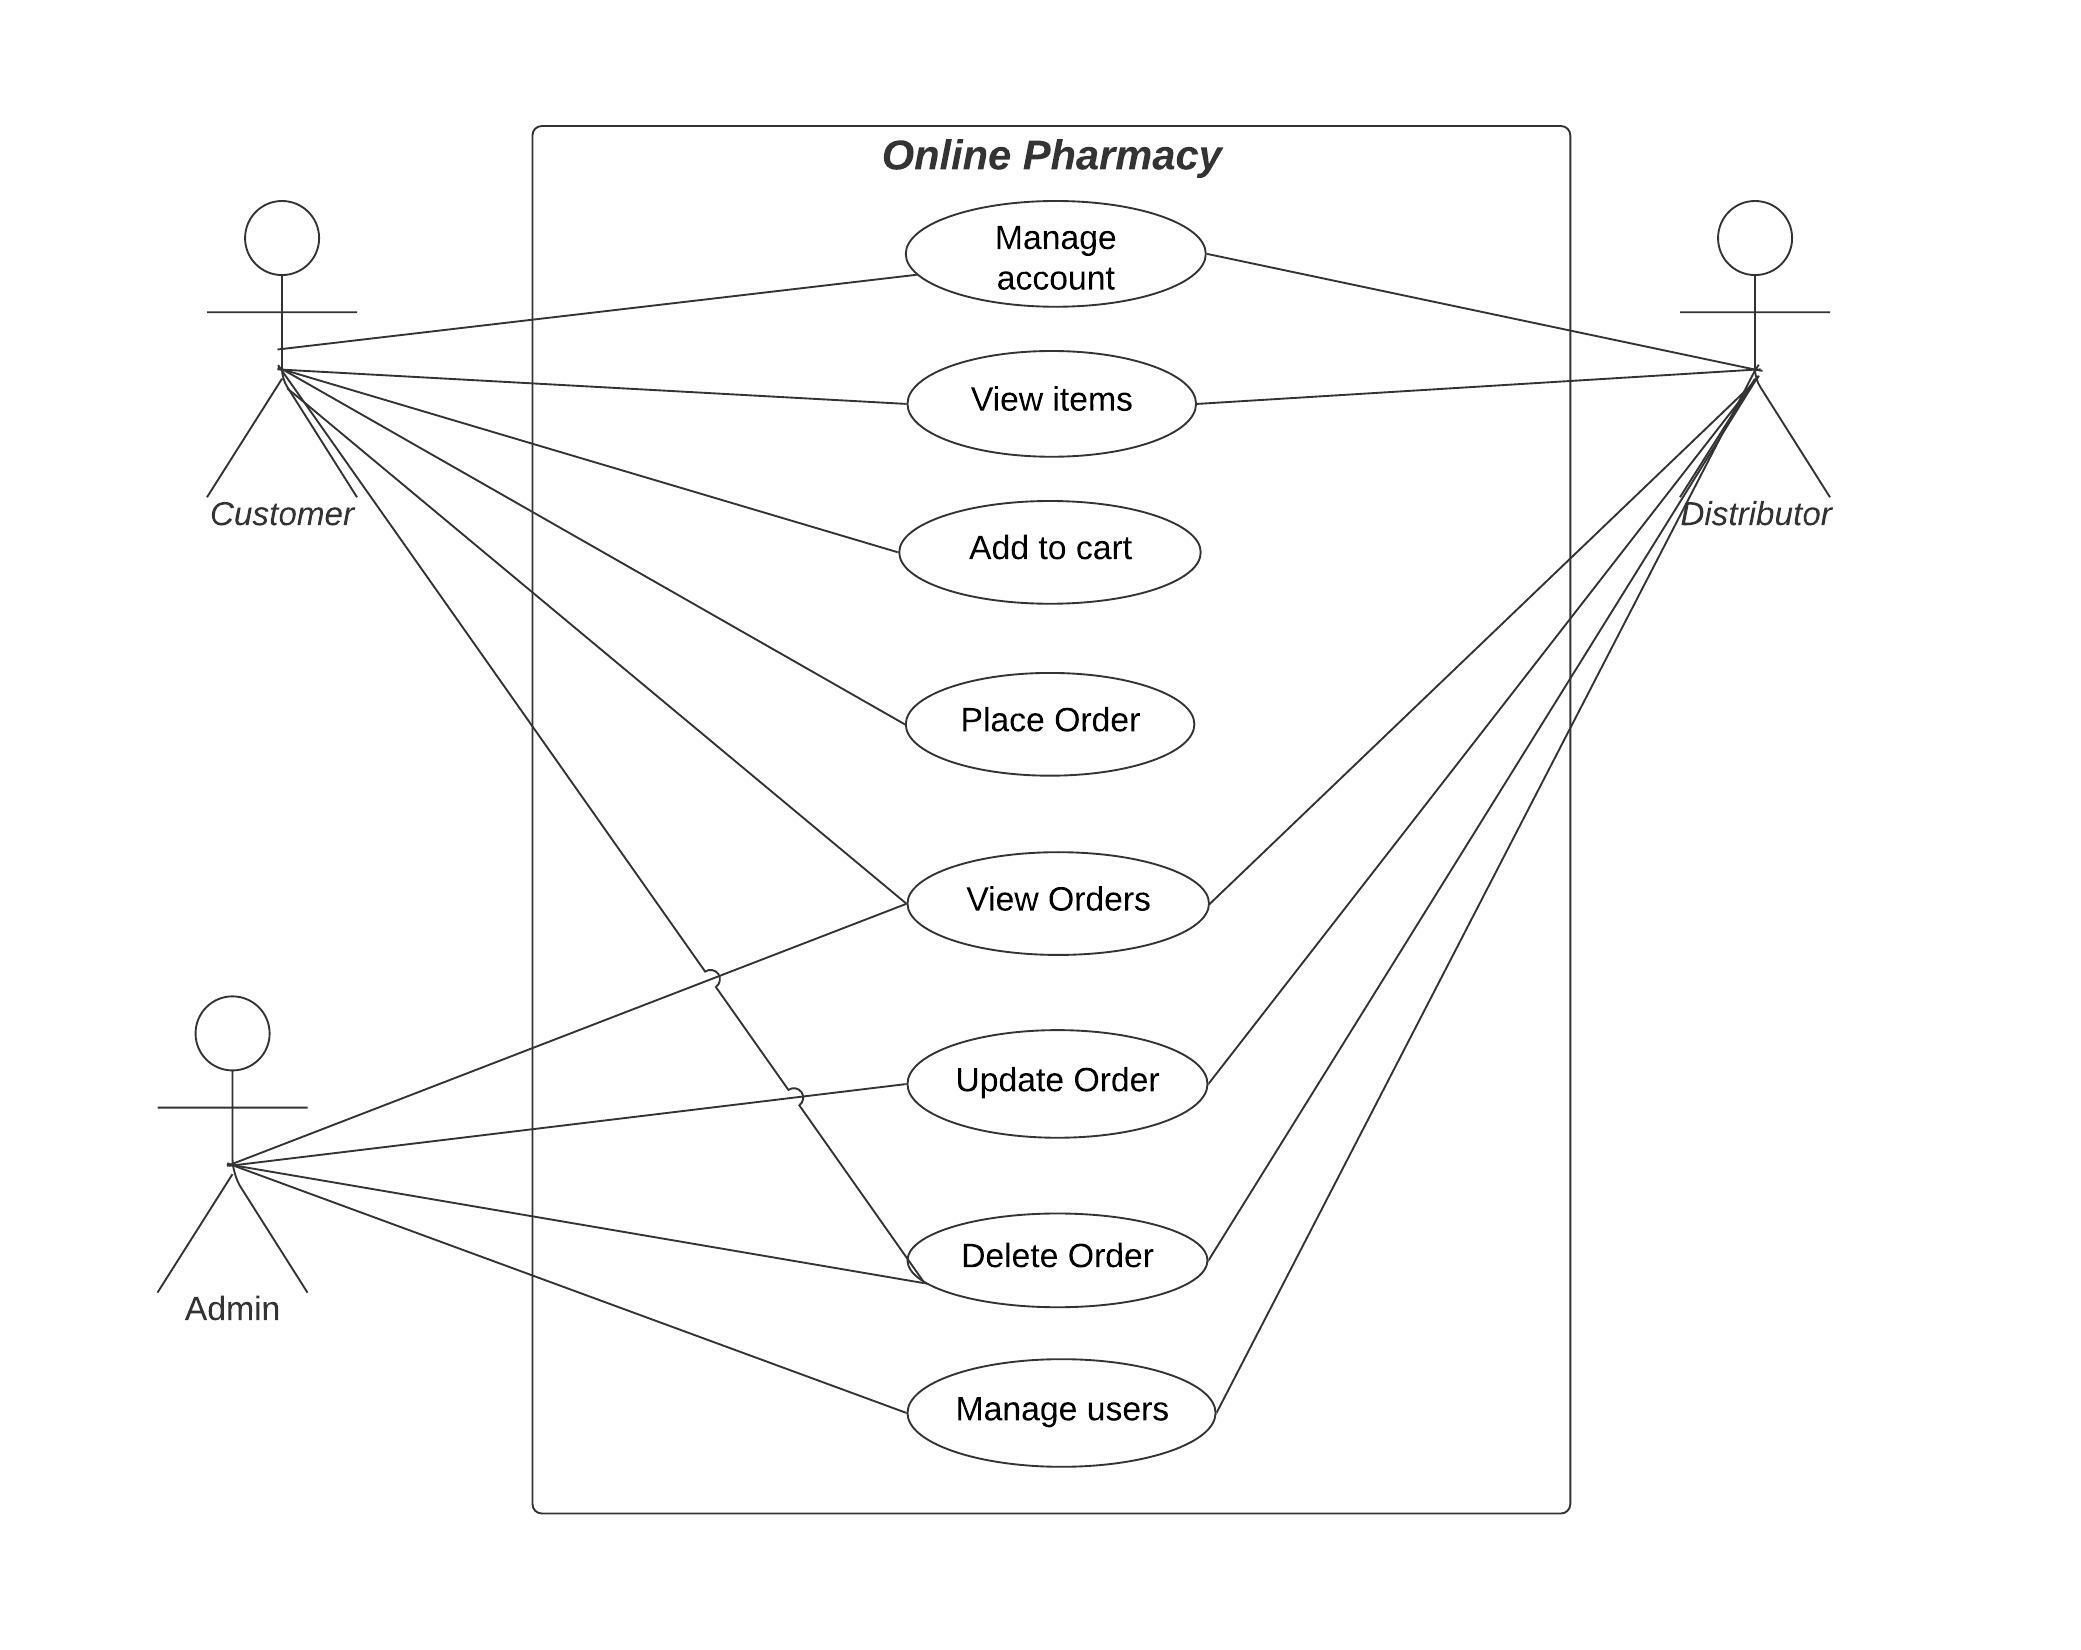 Online Pharmacy
Manage
account
View items
Customer
Distributor
Add to cart
Place Order
View Orders
Update Order
Delete Order
Admin
Manage users